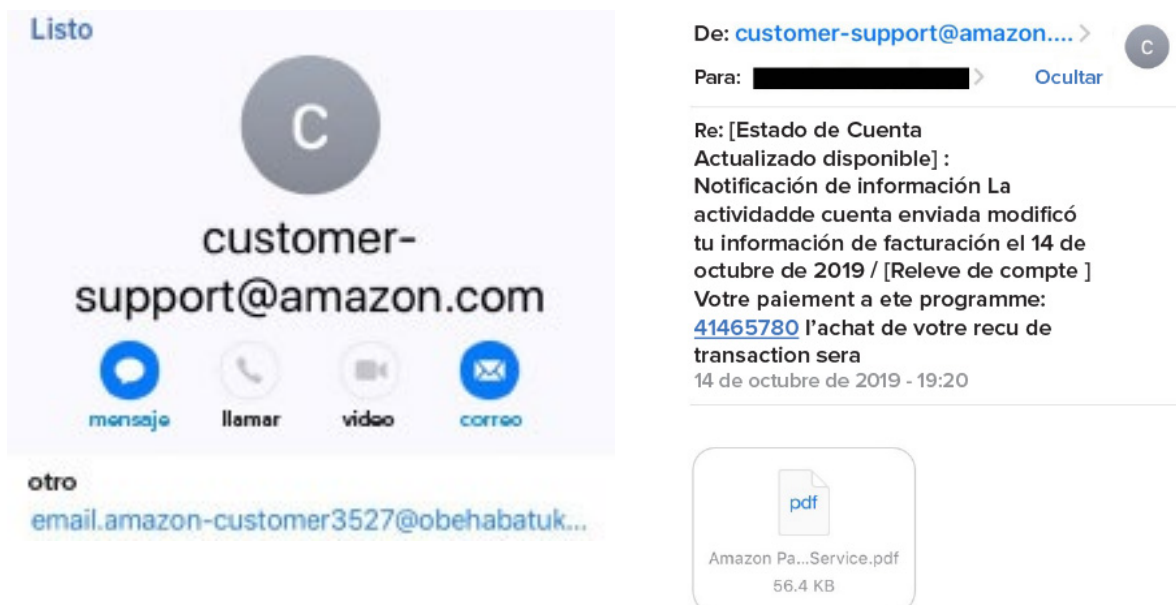 Listo
C
customer-
support@amazon.com
mensaje
llamar
video
correo
otro
email.amazon-customer3527@obehabatuk...
De: customer-support@amazon.... >
C
Para: >
Ocultar
Re: [Estado de Cuenta
Actualizado disponible] :
Notificación de información La
actividadde cuenta enviada modificó
tu información de facturación el 14 de
octubre de 2019 / [Releve de compte ]
Votre paiement a ete programme:
41465780 l’achat de votre recu de
transaction sera
14 de octubre de 2019 - 19:20
pdf
Amazon Pa...Service.pdf
56.4 KB